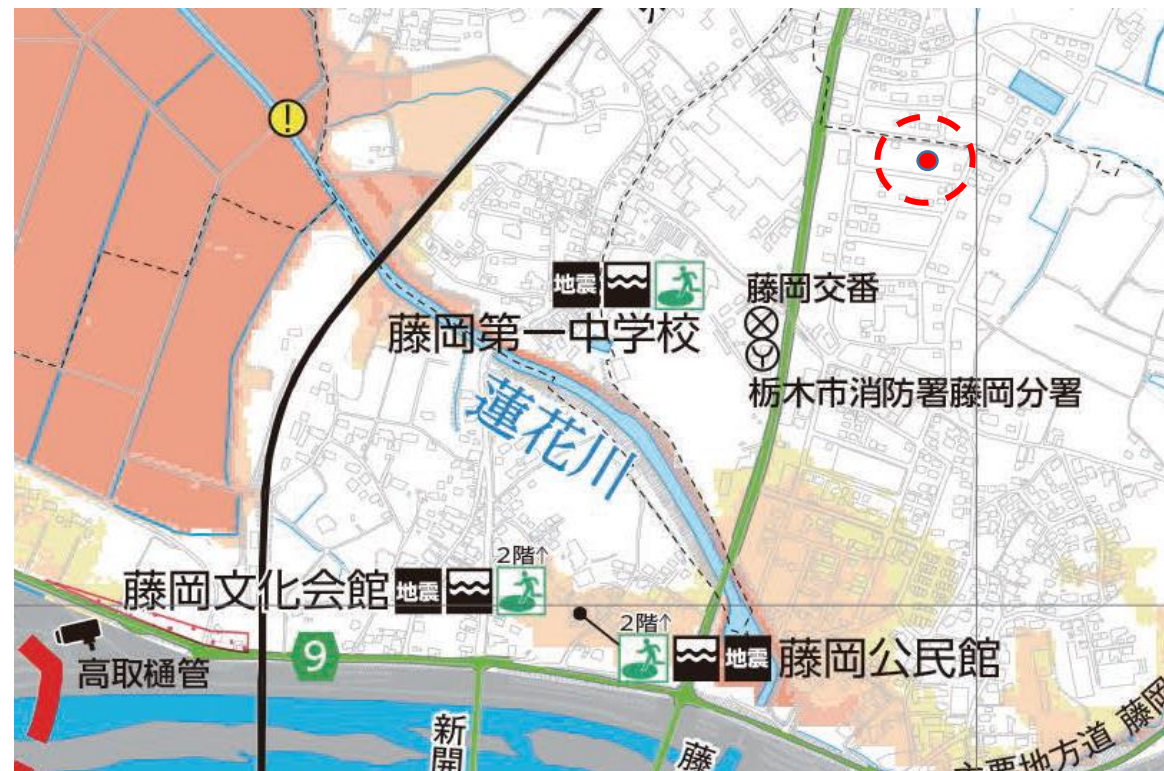 !
地震
藤岡第一中学校
藤岡交番
栃木市消防署藤岡分署
蓮花川
2階↑
藤岡文化会館 地震
2階↑
地震 藤岡公民館
9
高取樋管
新開
藤
主要地方道 藤岡